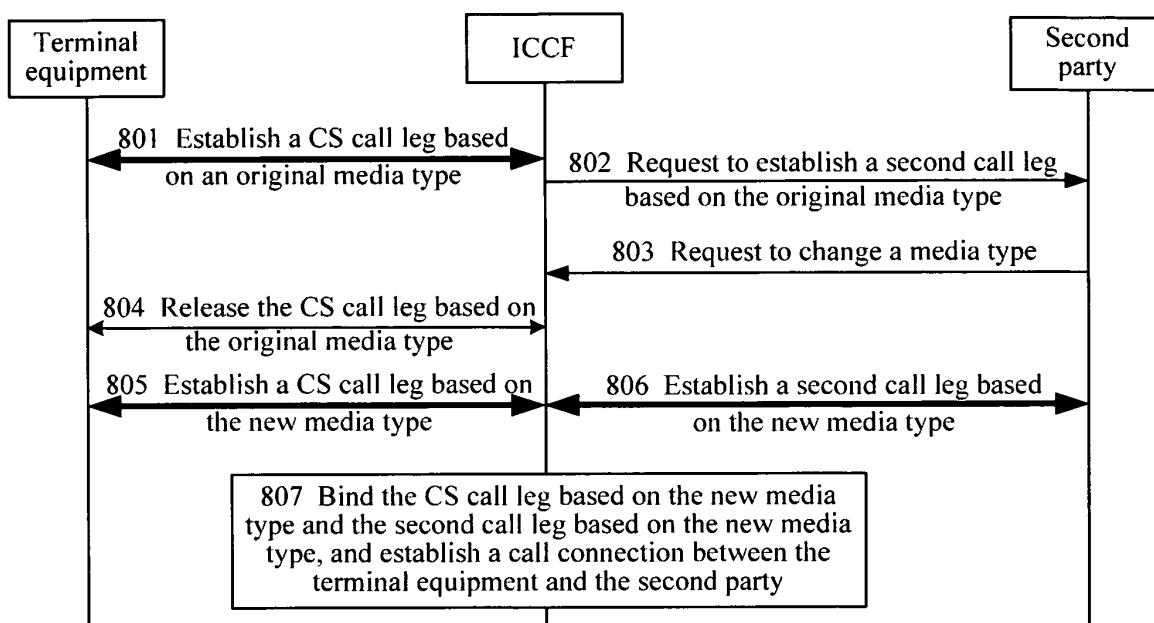 Terminal
equipment
ICCF
Second
party
801 Establish a CS call leg based
on an original media type
802 Request to establish a second call leg
based on the original media type
803 Request to change a media type
804 Release the CS call leg based on
the original media type
805 Establish a CS call leg based on
the new media type
806 Establish a second call leg based
on the new media type
807 Bind the CS call leg based on the new media
type and the second call leg based on the new media
type, and establish a call connection between the
terminal equipment and the second party